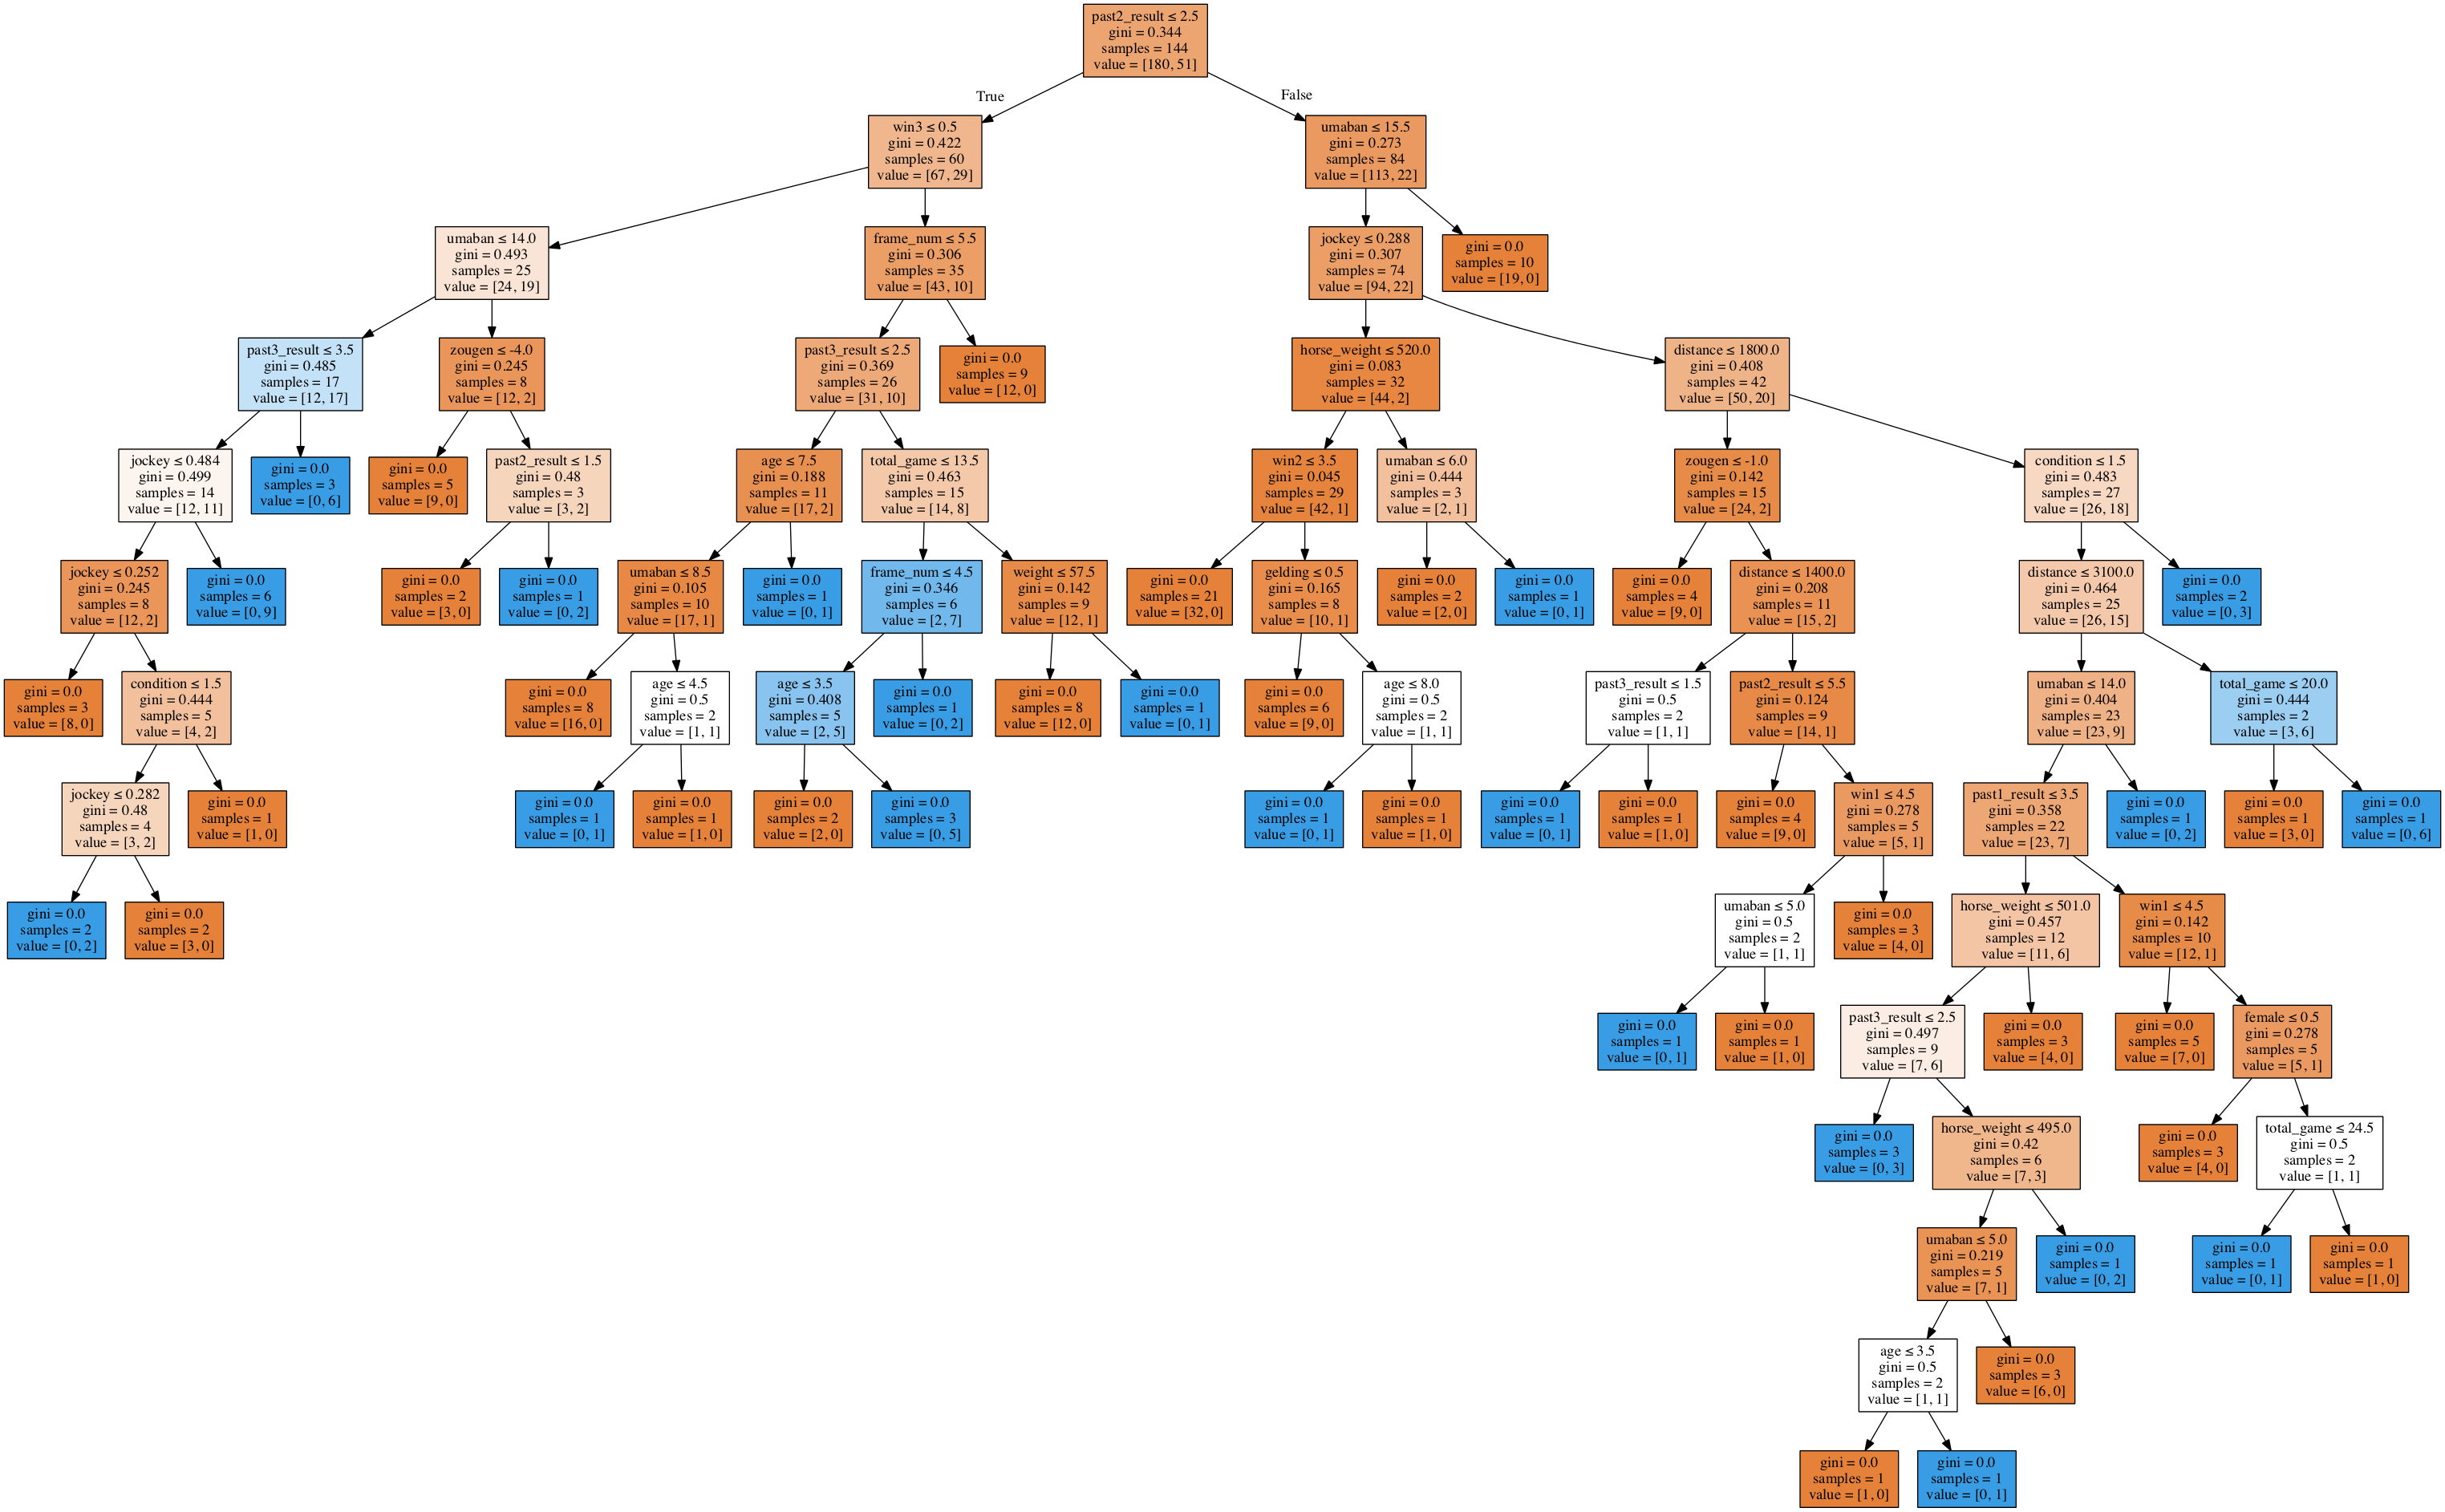 past2_result ≤ 2.5
gini = 0.344
samples = 144
value = [180, 51]
True
False
win3 ≤ 0.5
gini = 0.422
samples = 60
value = [67, 29]
umaban ≤ 15.5
gini = 0.273
samples = 84
value = [113, 22]
umaban ≤ 14.0
gini = 0.493
samples = 25
value = [24, 19]
frame_num ≤ 5.5
gini = 0.306
samples = 35
value = [43, 10]
jockey ≤ 0.288
gini = 0.307
samples = 74
value = [94, 22]
gini = 0.0
samples = 10
value = [19, 0]
past3_result ≤ 3.5
gini = 0.485
samples = 17
value = [12, 17]
zougen ≤ -4.0
gini = 0.245
samples = 8
value = [12, 2]
past3_result ≤ 2.5
gini = 0.369
samples = 26
value = [31, 10]
gini = 0.0
samples = 9
value = [12, 0]
horse_weight ≤ 520.0
gini = 0.083
samples = 32
value = [44, 2]
distance ≤ 1800.0
gini = 0.408
samples = 42
value = [50, 20]
jockey ≤ 0.484
gini = 0.499
samples = 14
value = [12, 11]
gini = 0.0
samples = 3
value = [0, 6]
gini = 0.0
samples = 5
value = [9, 0]
past2_result ≤ 1.5
gini = 0.48
samples = 3
value = [3, 2]
age ≤ 7.5
gini = 0.188
samples = 11
value = [17, 2]
total_game ≤ 13.5
gini = 0.463
samples = 15
value = [14, 8]
win2 ≤ 3.5
gini = 0.045
samples = 29
value = [42, 1]
umaban ≤ 6.0
gini = 0.444
samples = 3
value = [2, 1]
zougen ≤ -1.0
gini = 0.142
samples = 15
value = [24, 2]
condition ≤ 1.5
gini = 0.483
samples = 27
value = [26, 18]
jockey ≤ 0.252
gini = 0.245
samples = 8
value = [12, 2]
gini = 0.0
samples = 6
value = [0, 9]
gini = 0.0
samples = 2
value = [3, 0]
gini = 0.0
samples = 1
value = [0, 2]
umaban ≤ 8.5
gini = 0.105
samples = 10
value = [17, 1]
gini = 0.0
samples = 1
value = [0, 1]
frame_num ≤ 4.5
gini = 0.346
samples = 6
value = [2, 7]
weight ≤ 57.5
gini = 0.142
samples = 9
value = [12, 1]
gini = 0.0
samples = 21
value = [32, 0]
gelding ≤ 0.5
gini = 0.165
samples = 8
value = [10, 1]
gini = 0.0
samples = 2
value = [2, 0]
gini = 0.0
samples = 1
value = [0, 1]
gini = 0.0
samples = 4
value = [9, 0]
distance ≤ 1400.0
gini = 0.208
samples = 11
value = [15, 2]
distance ≤ 3100.0
gini = 0.464
samples = 25
value = [26, 15]
gini = 0.0
samples = 2
value = [0, 3]
gini = 0.0
samples = 3
value = [8, 0]
condition ≤ 1.5
gini = 0.444
samples = 5
value = [4, 2]
gini = 0.0
samples = 8
value = [16, 0]
age ≤ 4.5
gini = 0.5
samples = 2
value = [1, 1]
age ≤ 3.5
gini = 0.408
samples = 5
value = [2, 5]
gini = 0.0
samples = 1
value = [0, 2]
gini = 0.0
samples = 8
value = [12, 0]
gini = 0.0
samples = 1
value = [0, 1]
gini = 0.0
samples = 6
value = [9, 0]
age ≤ 8.0
gini = 0.5
samples = 2
value = [1, 1]
past3_result ≤ 1.5
gini = 0.5
samples = 2
value = [1, 1]
past2_result ≤ 5.5
gini = 0.124
samples = 9
value = [14, 1]
umaban ≤ 14.0
gini = 0.404
samples = 23
value = [23, 9]
total_game ≤ 20.0
gini = 0.444
samples = 2
value = [3, 6]
jockey ≤ 0.282
gini = 0.48
samples = 4
value = [3, 2]
gini = 0.0
samples = 1
value = [1, 0]
gini = 0.0
samples = 1
value = [0, 1]
gini = 0.0
samples = 1
value = [1, 0]
gini = 0.0
samples = 2
value = [2, 0]
gini = 0.0
samples = 3
value = [0, 5]
gini = 0.0
samples = 1
value = [0, 1]
gini = 0.0
samples = 1
value = [1, 0]
gini = 0.0
samples = 1
value = [0, 1]
gini = 0.0
samples = 1
value = [1, 0]
gini = 0.0
samples = 4
value = [9, 0]
win1 ≤ 4.5
gini = 0.278
samples = 5
value = [5, 1]
past1_result ≤ 3.5
gini = 0.358
samples = 22
value = [23, 7]
gini = 0.0
samples = 1
value = [0, 2]
gini = 0.0
samples = 1
value = [3, 0]
gini = 0.0
samples = 1
value = [0, 6]
gini = 0.0
samples = 2
value = [0, 2]
gini = 0.0
samples = 2
value = [3, 0]
umaban ≤ 5.0
gini = 0.5
samples = 2
value = [1, 1]
gini = 0.0
samples = 3
value = [4, 0]
horse_weight ≤ 501.0
gini = 0.457
samples = 12
value = [11, 6]
win1 ≤ 4.5
gini = 0.142
samples = 10
value = [12, 1]
gini = 0.0
samples = 1
value = [0, 1]
gini = 0.0
samples = 1
value = [1, 0]
past3_result ≤ 2.5
gini = 0.497
samples = 9
value = [7, 6]
gini = 0.0
samples = 3
value = [4, 0]
gini = 0.0
samples = 5
value = [7, 0]
female ≤ 0.5
gini = 0.278
samples = 5
value = [5, 1]
gini = 0.0
samples = 3
value = [0, 3]
horse_weight ≤ 495.0
gini = 0.42
samples = 6
value = [7, 3]
gini = 0.0
samples = 3
value = [4, 0]
total_game ≤ 24.5
gini = 0.5
samples = 2
value = [1, 1]
umaban ≤ 5.0
gini = 0.219
samples = 5
value = [7, 1]
gini = 0.0
samples = 1
value = [0, 2]
gini = 0.0
samples = 1
value = [0, 1]
gini = 0.0
samples = 1
value = [1, 0]
age ≤ 3.5
gini = 0.5
samples = 2
value = [1, 1]
gini = 0.0
samples = 3
value = [6, 0]
gini = 0.0
samples = 1
value = [1, 0]
gini = 0.0
samples = 1
value = [0, 1]